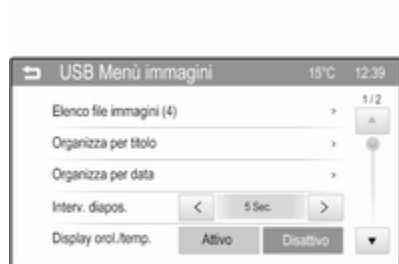 USB Menù immagini 15°C 12:39
Elenco file immagini (4) > 1/2
Organizza per titolo >
Organizza per data >
Interv. diapos. < 5 Sec. >
Display orol./temp. Attivo Disattivo